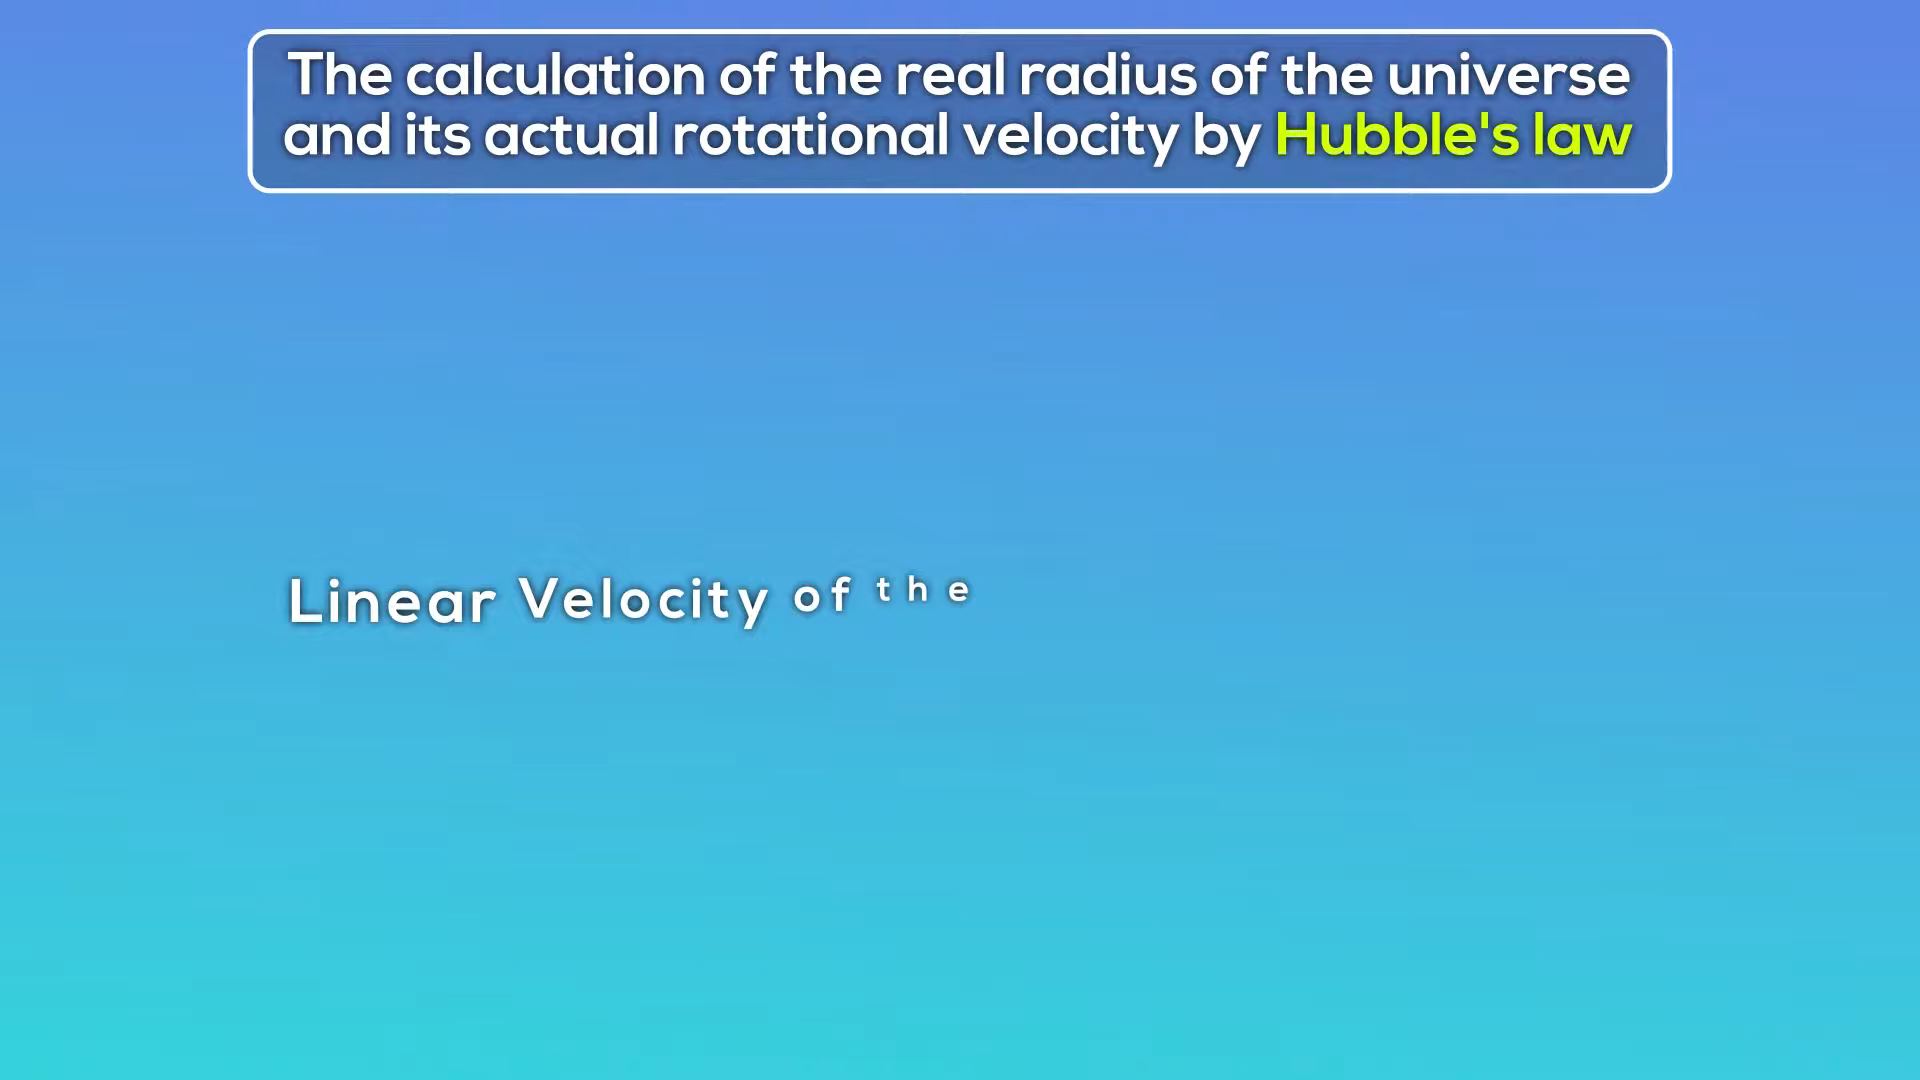 The calculation of the real radius of the universe
and its actual rotational velocity by Hubble's law
Linear Velocity of the